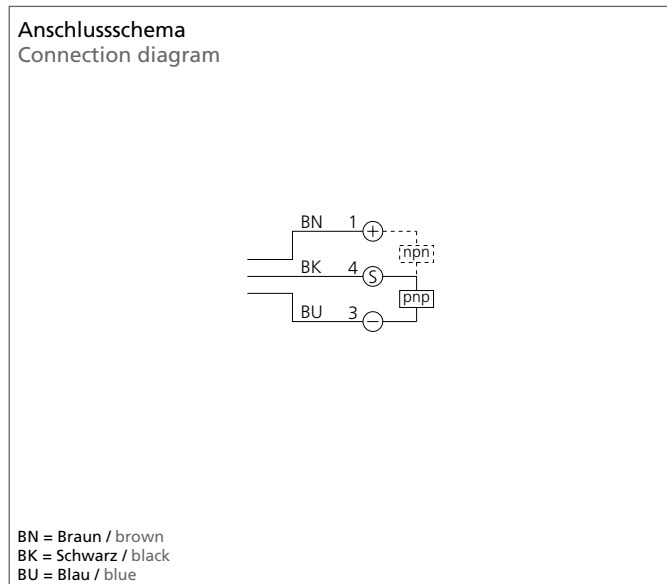 Anschlussschema
Connection diagram
BN 1 +
npn
BK 4 S
pnp
BU 3 −
BN = Braun / brown
BK = Schwarz / black
BU = Blau / blue